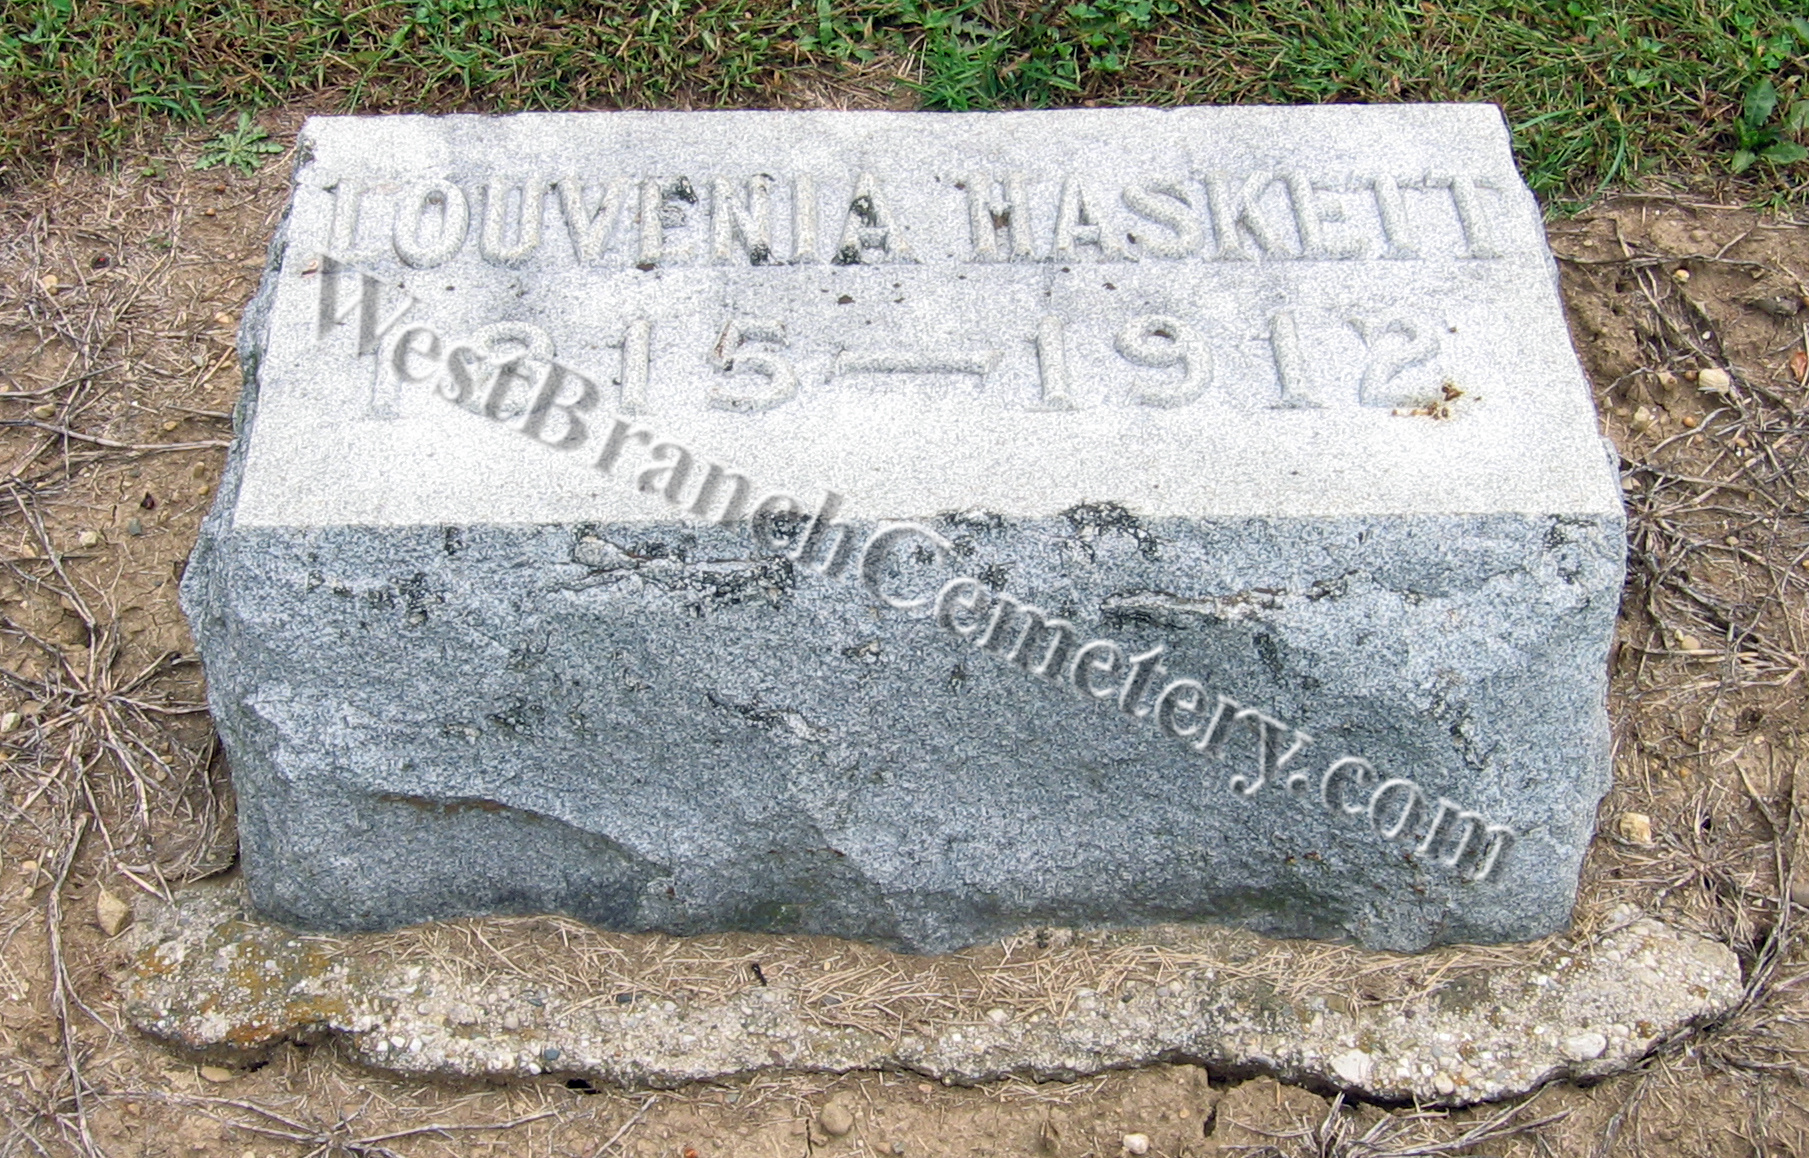 LOUVENIA HASKETT
1815—1912
WestBranchCemetery.com